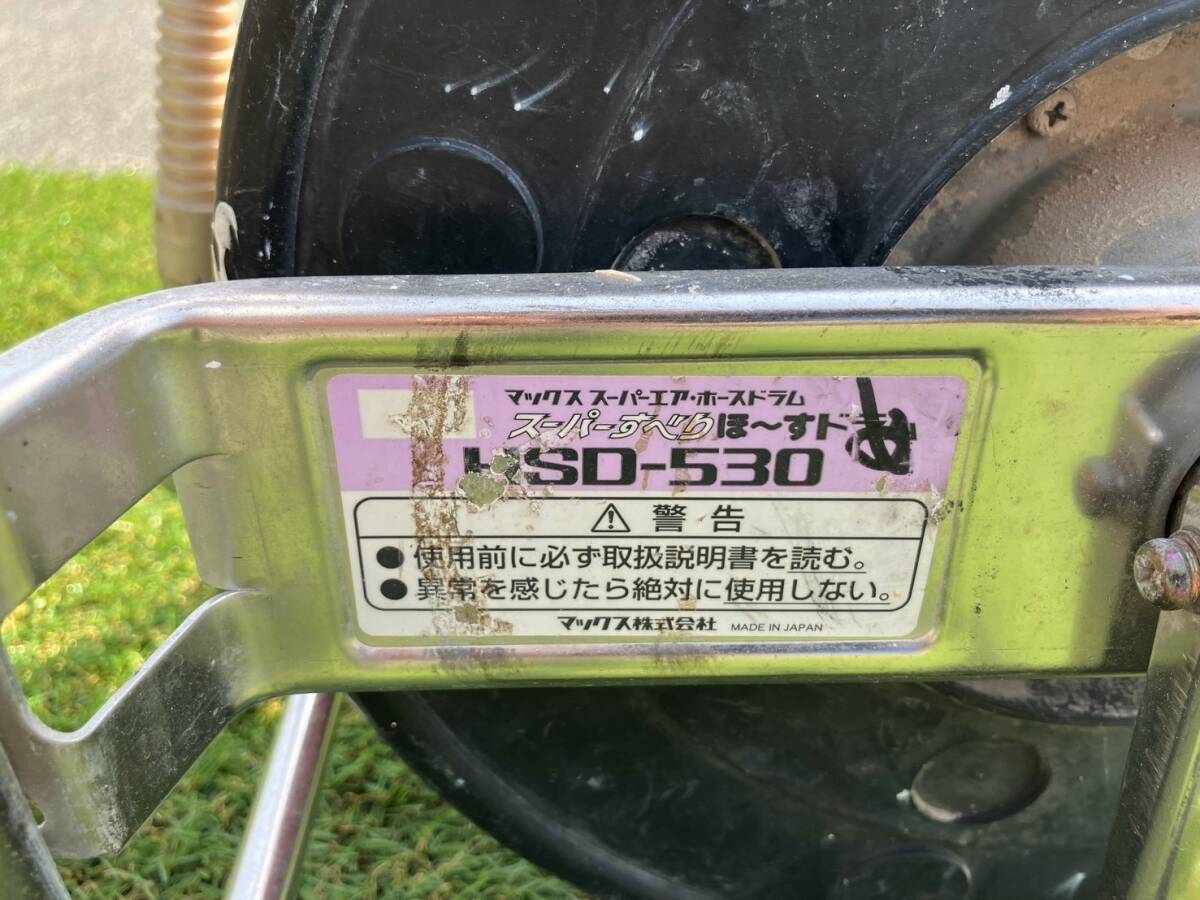 マックス スーパーエア・ホースドラム
スーパーすべりほ〜すドラム
HSD-530
⚠ 警告
●使用前に必ず取扱説明書を読む。
●異常を感じたら絶対に使用しない。
マックス株式会社 MADE IN JAPAN